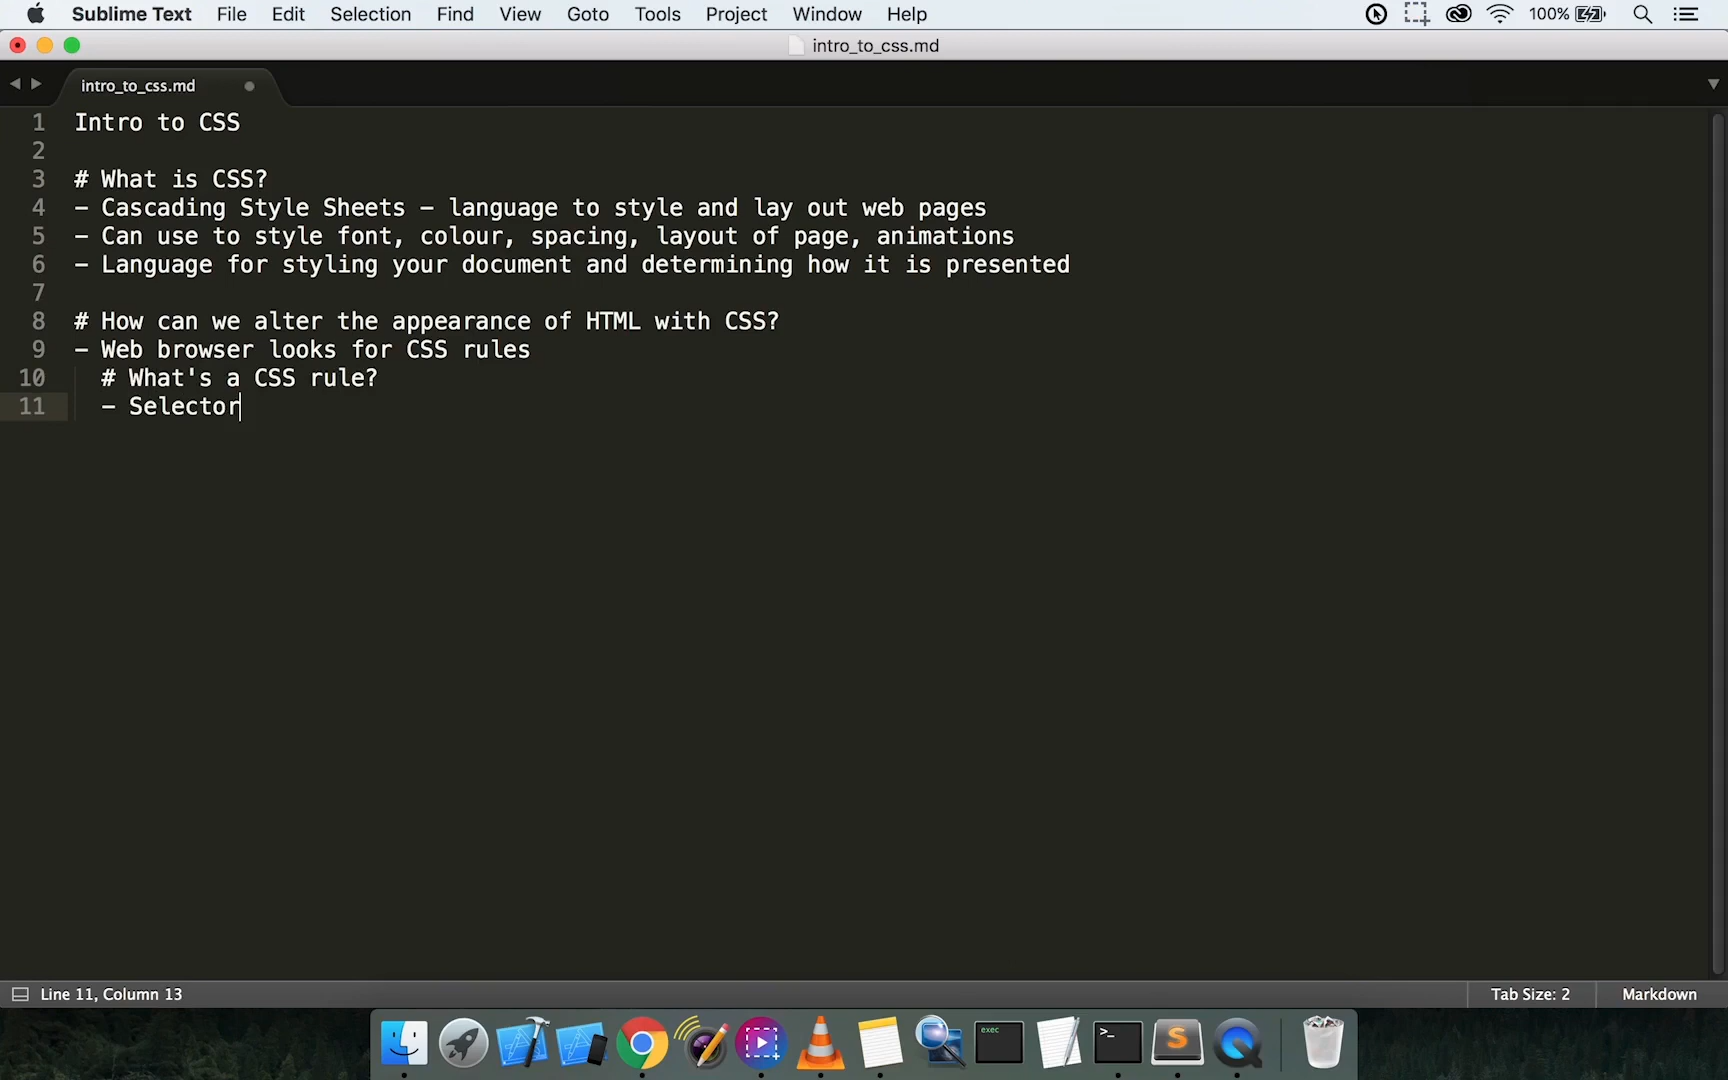 Sublime Text File Edit Selection Find View Goto Tools Project Window Help 100%
intro_to_css.md
intro_to_css.md
1 Intro to CSS
2
3 # What is CSS?
4 – Cascading Style Sheets – language to style and lay out web pages
5 – Can use to style font, colour, spacing, layout of page, animations
6 – Language for styling your document and determining how it is presented
7
8 # How can we alter the appearance of HTML with CSS?
9 – Web browser looks for CSS rules
10 # What's a CSS rule?
11 – Selector
Line 11, Column 13 Tab Size: 2 Markdown
exec
>_
S